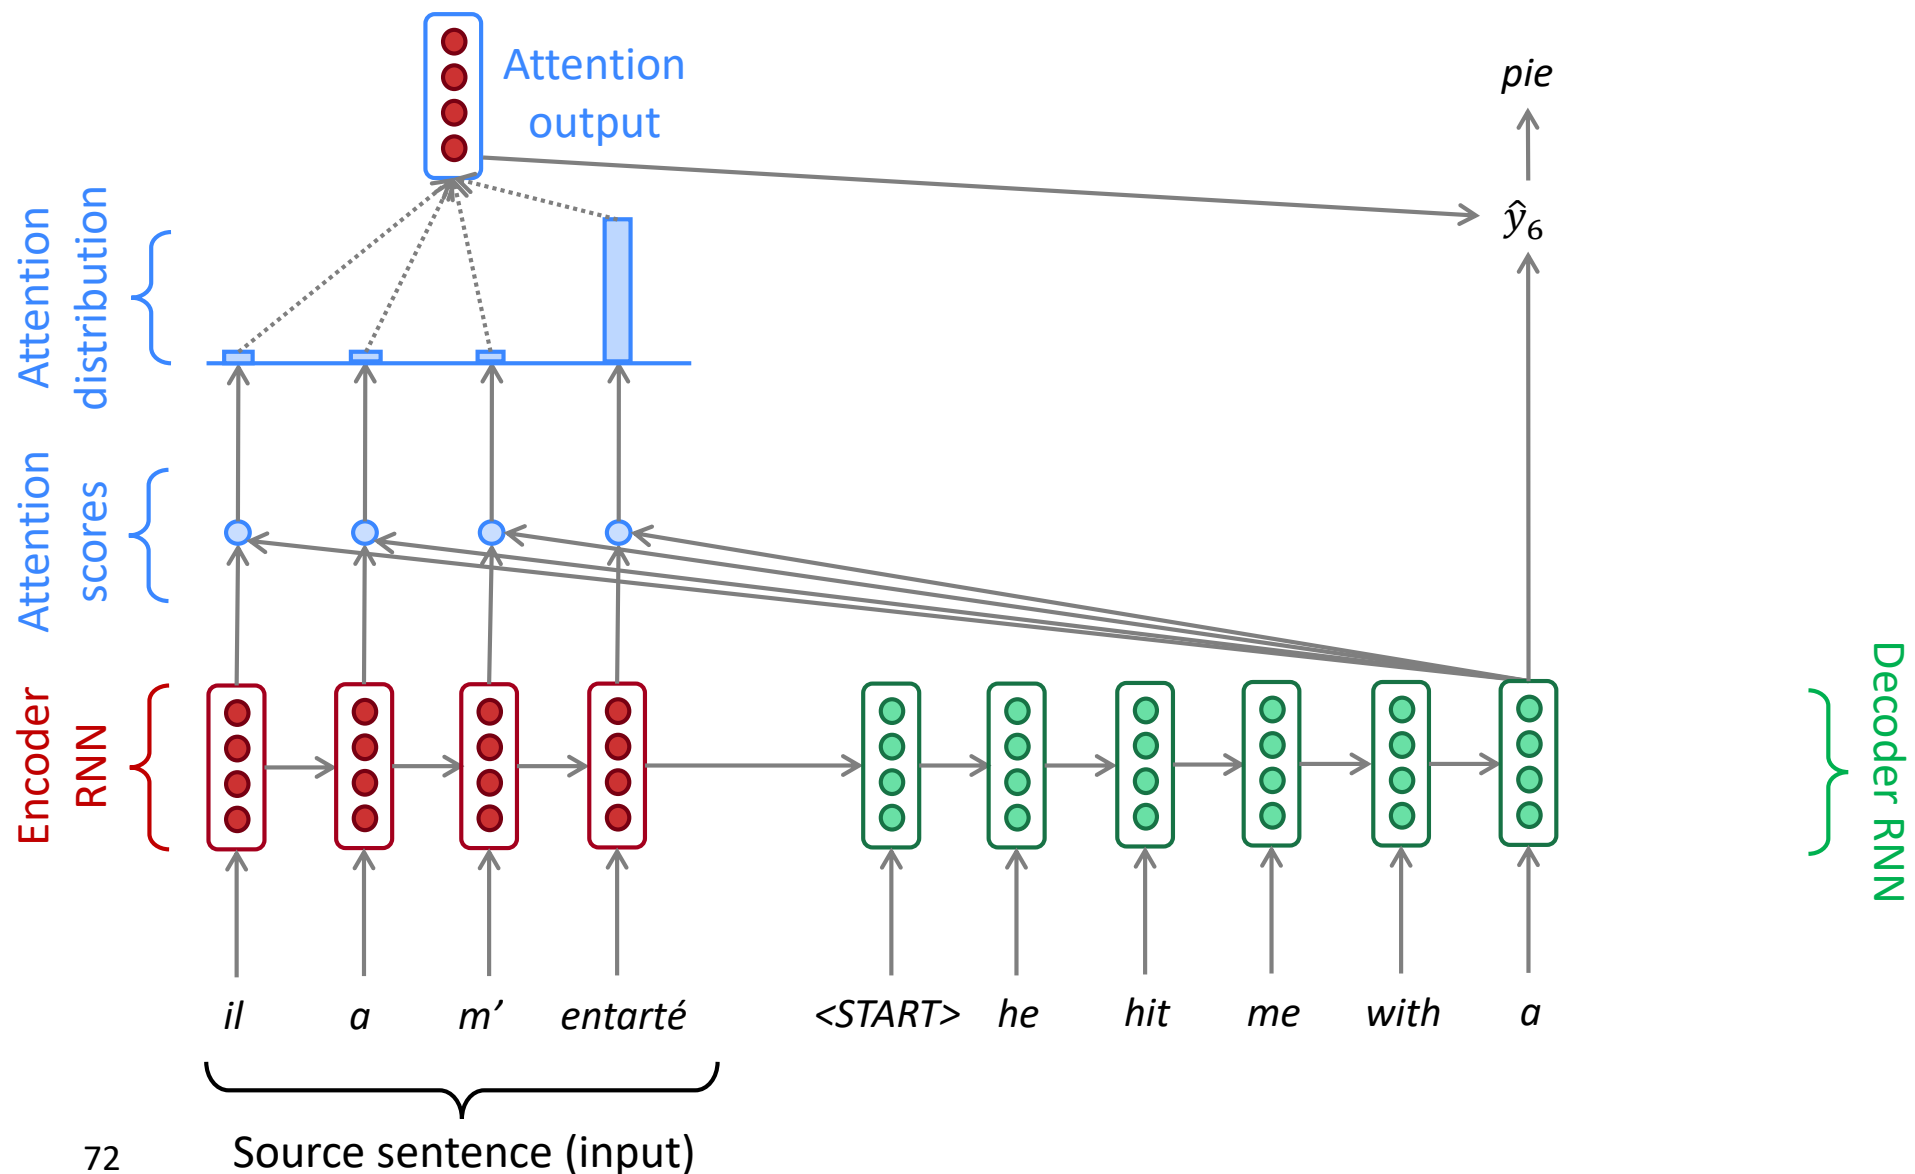 Attention
output
pie
ŷ₆
Attention
distribution
Attention
scores
Encoder
RNN
Decoder RNN
il a m’ entarté <START> he hit me with a
Source sentence (input)
72